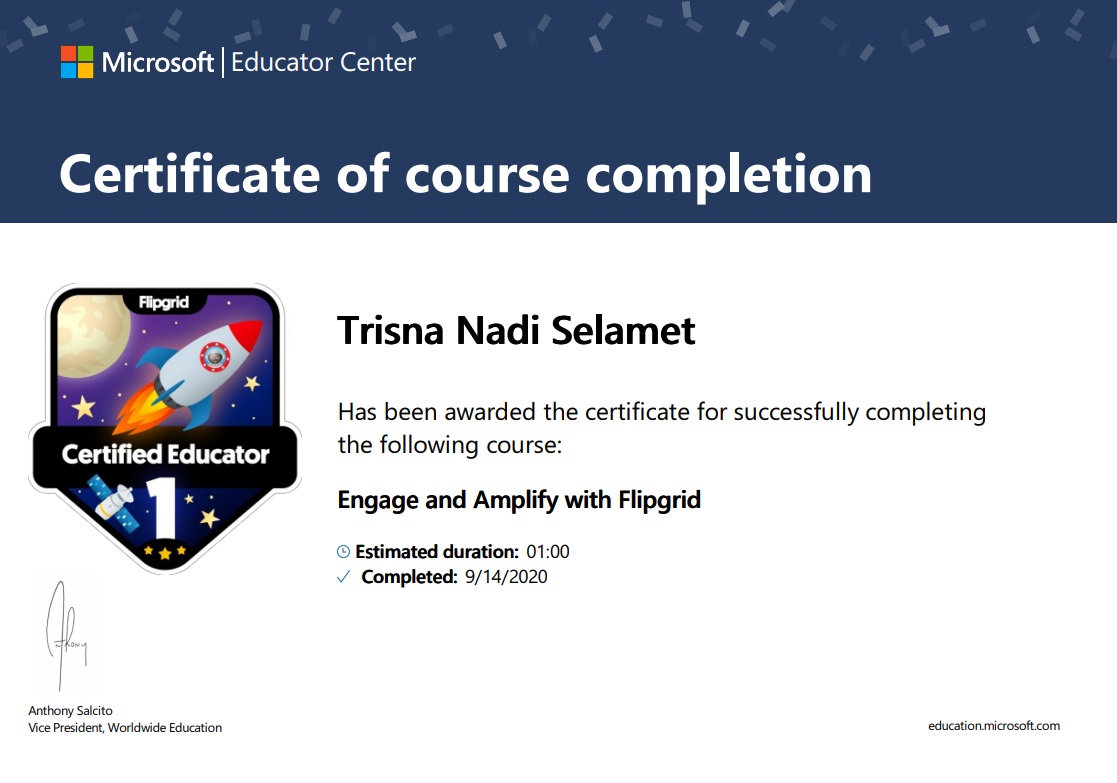 Microsoft | Educator Center
Certificate of course completion
Flipgrid
Certified Educator
1
Trisna Nadi Selamet
Has been awarded the certificate for successfully completing
the following course:
Engage and Amplify with Flipgrid
Estimated duration: 01:00
Completed: 9/14/2020
Anthony
Anthony Salcito
Vice President, Worldwide Education
education.microsoft.com